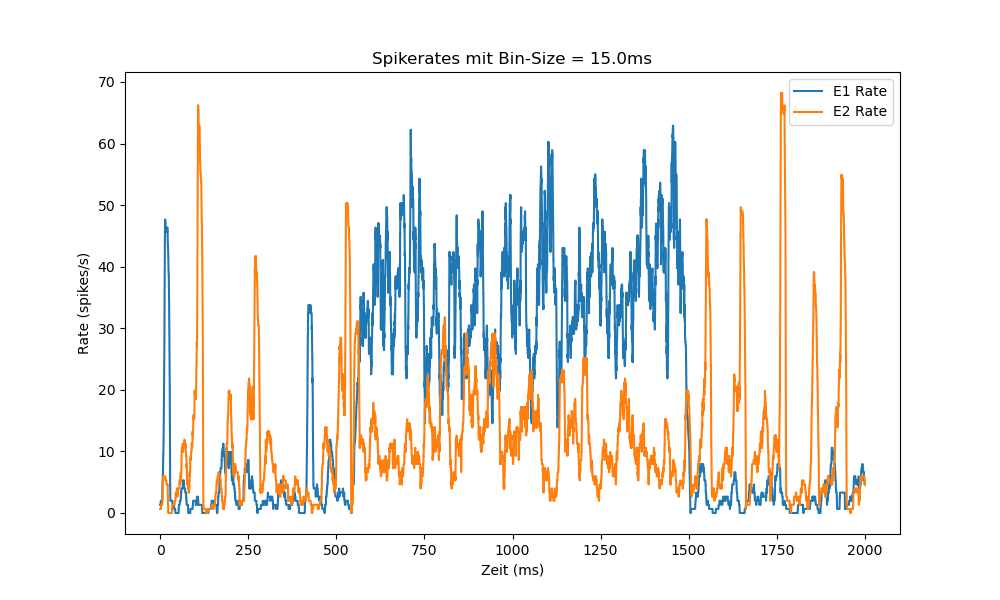 Spikerates mit Bin-Size = 15.0ms
E1 Rate
E2 Rate
Rate (spikes/s)
70
60
50
40
30
20
10
0
0 250 500 750 1000 1250 1500 1750 2000
Zeit (ms)